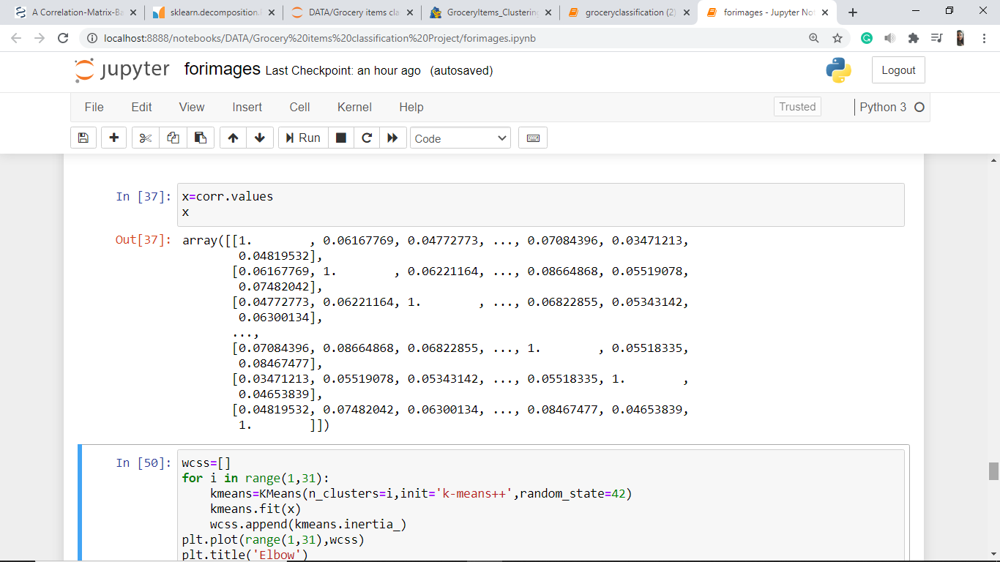 A Correlation-Matrix-Ba
sklearn.decomposition.
DATA/Grocery items cla
GroceryItems_Clustering
groceryclassification (2)
forimages - Jupyter Not
localhost:8888/notebooks/DATA/Grocery%20items%20classification%20Project/forimages.ipynb
jupyter forimages Last Checkpoint: an hour ago (autosaved)
Logout
File Edit View Insert Cell Kernel Help
Trusted
Python 3
Run
Code
In [37]: x=corr.values
x
Out[37]: array([[1.        , 0.06167769, 0.04772773, ..., 0.07084396, 0.03471213,
0.04819532],
[0.06167769, 1.        , 0.06221164, ..., 0.08664868, 0.05519078,
0.07482042],
[0.04772773, 0.06221164, 1.        , ..., 0.06822855, 0.05343142,
0.06300134],
...,
[0.07084396, 0.08664868, 0.06822855, ..., 1.        , 0.05518335,
0.08467477],
[0.03471213, 0.05519078, 0.05343142, ..., 0.05518335, 1.        ,
0.04653839],
[0.04819532, 0.07482042, 0.06300134, ..., 0.08467477, 0.04653839,
1.        ]])
In [50]: wcss=[]
for i in range(1,31):
kmeans=KMeans(n_clusters=i,init='k-means++',random_state=42)
kmeans.fit(x)
wcss.append(kmeans.inertia_)
plt.plot(range(1,31),wcss)
plt.title('Elbow')